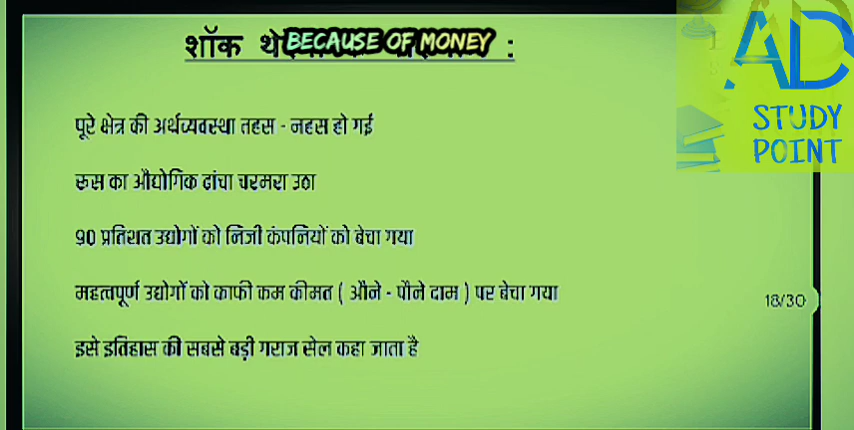 शॉक थे BECAUSE OF MONEY :
AD
STUDY
POINT
पूरे क्षेत्र की अर्थव्यवस्था तहस - नहस हो गई
रूस का औद्योगिक ढांचा चरमरा उठा
90 प्रतिशत उद्योगों को निजी कंपनियों को बेचा गया
महत्वपूर्ण उद्योगों को काफी कम कीमत ( औने - पौने दाम ) पर बेचा गया
18/30
इसे इतिहास की सबसे बड़ी गराज सेल कहा जाता है